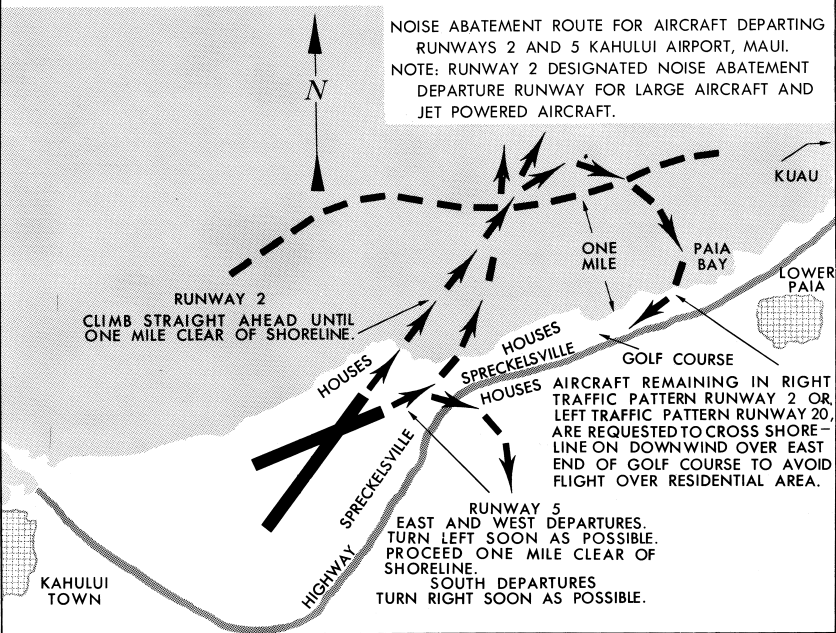 NOISE ABATEMENT ROUTE FOR AIRCRAFT DEPARTING
RUNWAYS 2 AND 5 KAHULUI AIRPORT, MAUI.
NOTE: RUNWAY 2 DESIGNATED NOISE ABATEMENT
DEPARTURE RUNWAY FOR LARGE AIRCRAFT AND
JET POWERED AIRCRAFT.
N
KUAU
ONE
MILE
PAIA
BAY
LOWER
PAIA
RUNWAY 2
CLIMB STRAIGHT AHEAD UNTIL
ONE MILE CLEAR OF SHORELINE.
HOUSES
HOUSES
SPRECKELSVILLE
HOUSES
GOLF COURSE
AIRCRAFT REMAINING IN RIGHT
TRAFFIC PATTERN RUNWAY 2 OR,
LEFT TRAFFIC PATTERN RUNWAY 20,
ARE REQUESTED TO CROSS SHORE-
LINE ON DOWNWIND OVER EAST
END OF GOLF COURSE TO AVOID
FLIGHT OVER RESIDENTIAL AREA.
SPRECKELSVILLE
HIGHWAY
RUNWAY 5
EAST AND WEST DEPARTURES.
TURN LEFT SOON AS POSSIBLE.
PROCEED ONE MILE CLEAR OF
SHORELINE.
SOUTH DEPARTURES
TURN RIGHT SOON AS POSSIBLE.
KAHULUI
TOWN